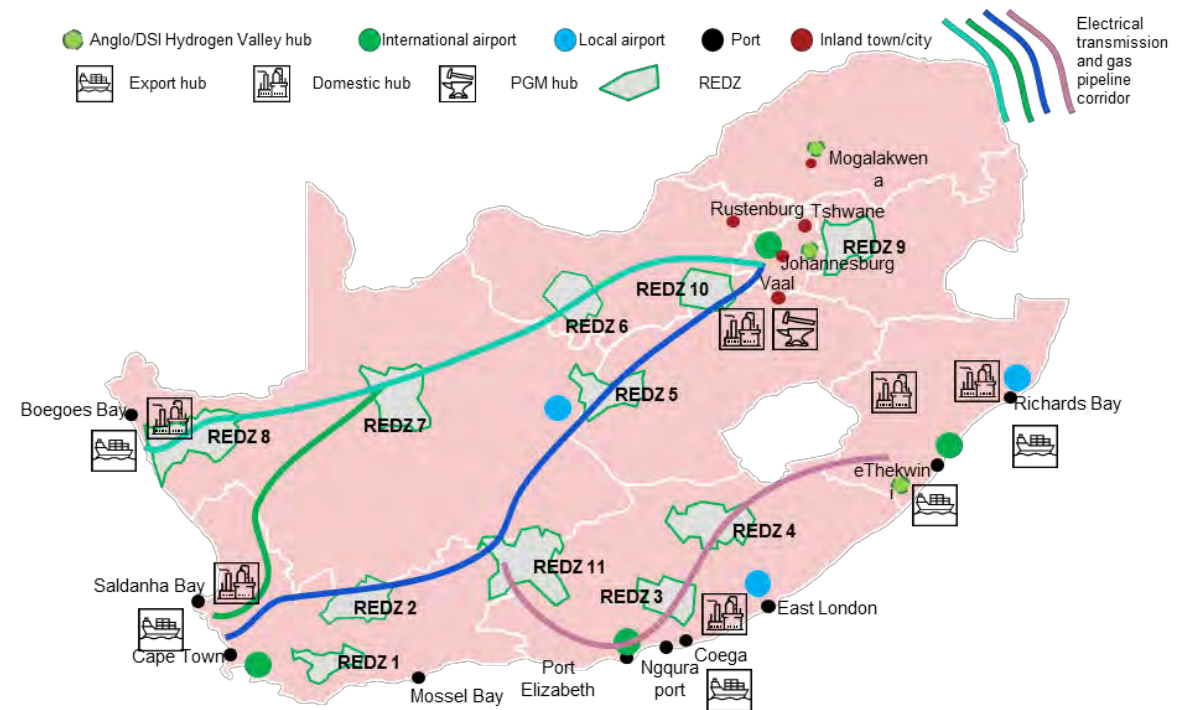 Anglo/DSI Hydrogen Valley hub
International airport
Local airport
Port
Inland town/city
Electrical
transmission
and gas
pipeline
corridor
Export hub
Domestic hub
PGM hub
REDZ
Mogalakwen
a
Rustenburg
Tshwane
REDZ 9
Johannesburg
Vaal
REDZ 10
REDZ 6
REDZ 5
REDZ 7
Boegoes Bay
REDZ 8
Richards Bay
eThekwin
i
REDZ 4
REDZ 11
Saldanha Bay
REDZ 2
REDZ 3
East London
Cape Town
REDZ 1
Mossel Bay
Port
Elizabeth
Ngqura
port
Coega